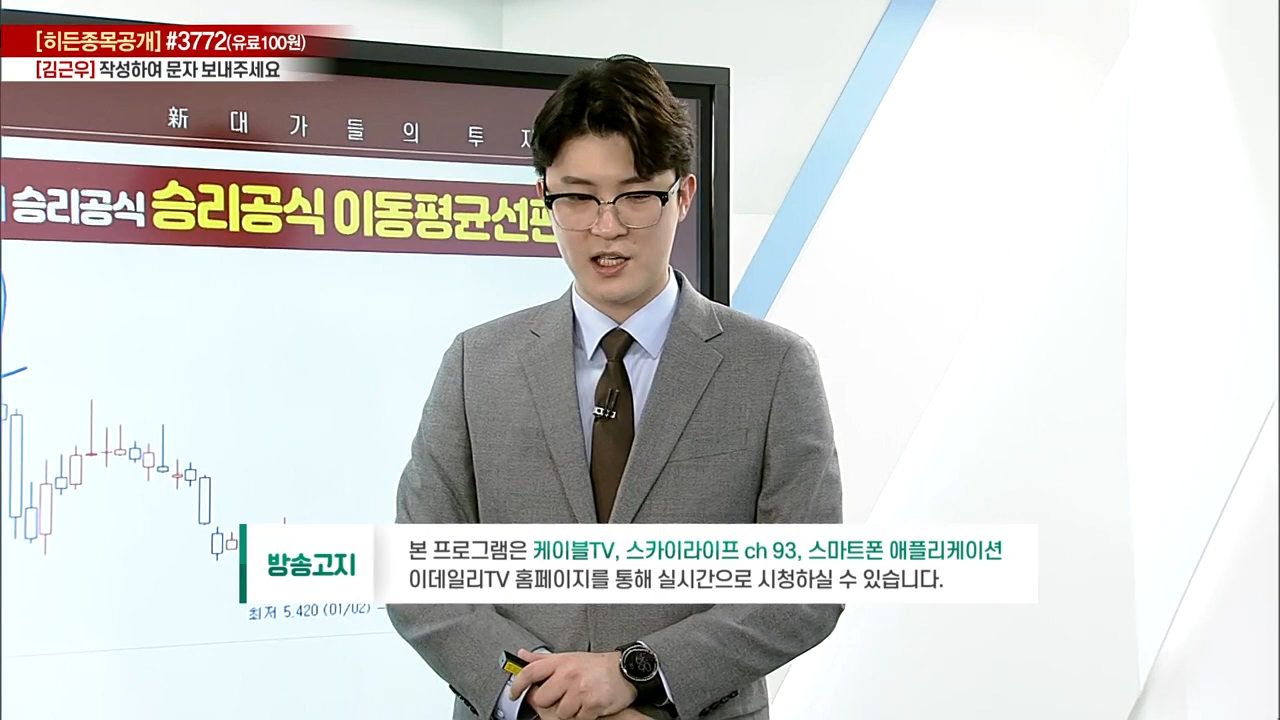 [히든종목공개] #3772(유료100원)
[김근우] 작성하여 문자 보내주세요
新 대 가 들 의 투
승리공식 승리공식 이동평균선편
방송고지
본 프로그램은 케이블TV, 스카이라이프 ch 93, 스마트폰 애플리케이션
이데일리TV 홈페이지를 통해 실시간으로 시청하실 수 있습니다.
최저 5,420 (01/02)